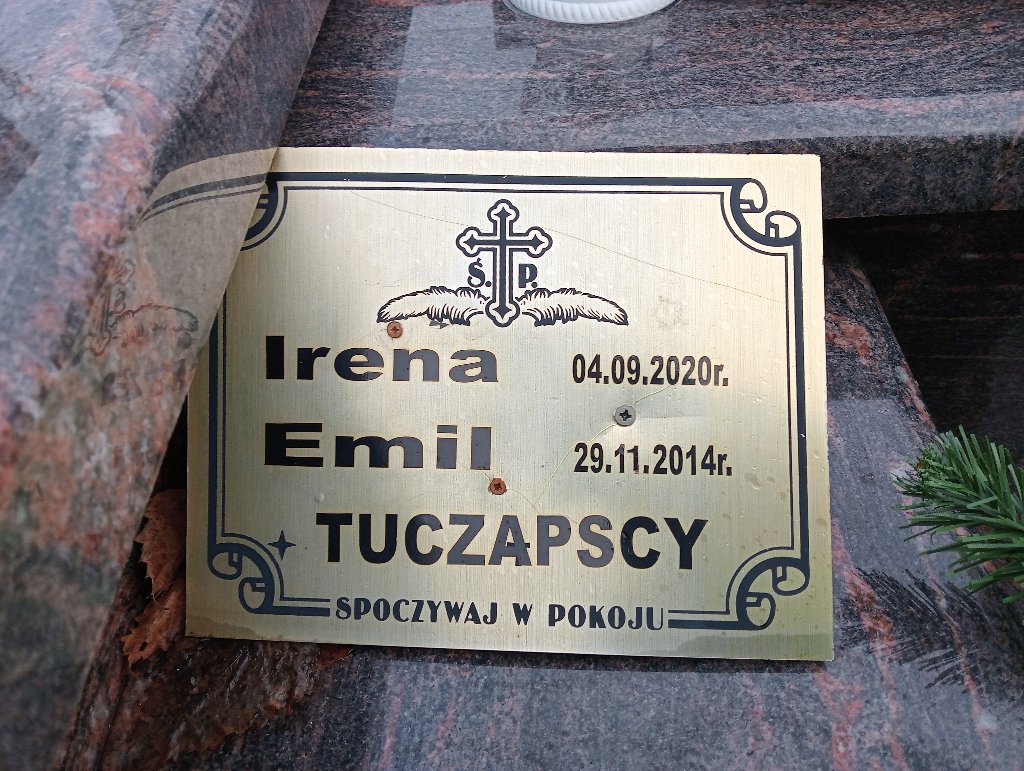 Ś. P.
Irena 04.09.2020r.
Emil 29.11.2014r.
TUCZAPSCY
SPOCZYWAJ W POKOJU